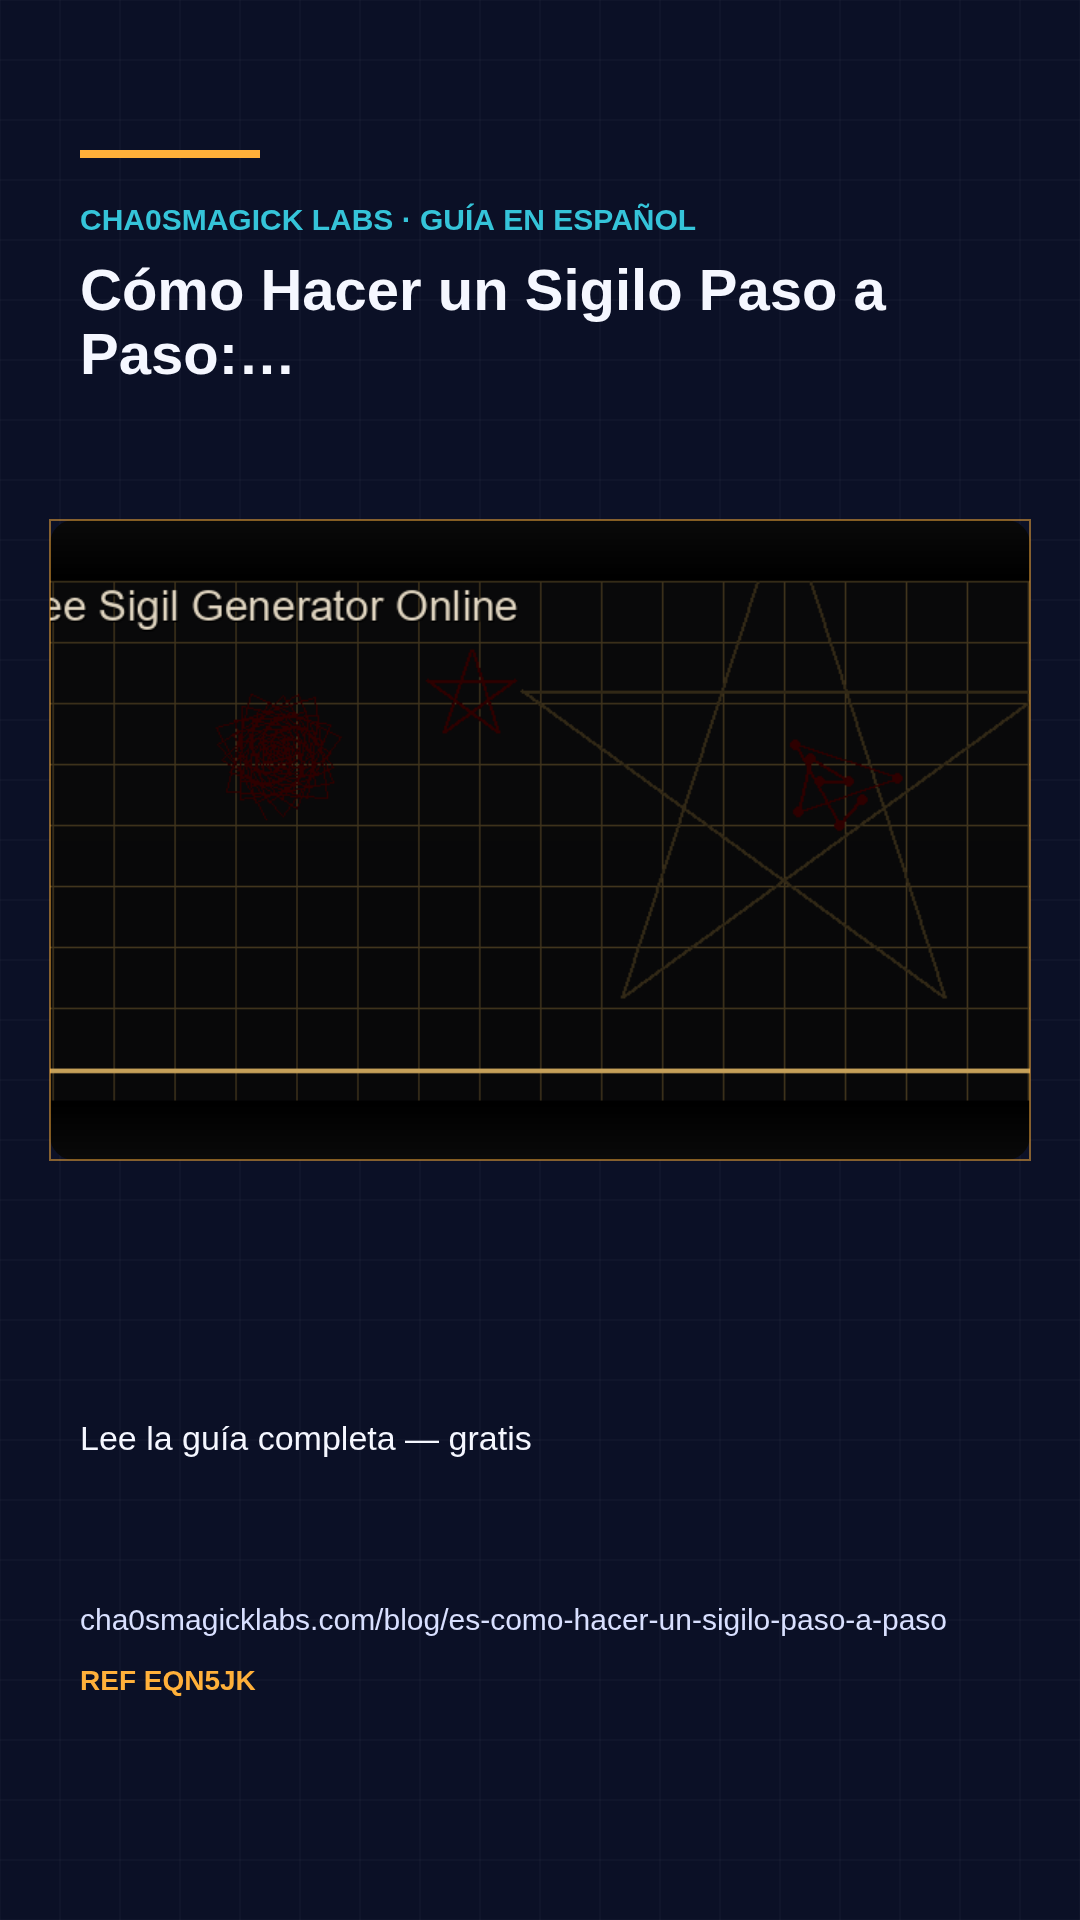 CHA0SMAGICK LABS · GUÍA EN ESPAÑOL
Cómo Hacer un Sigilo Paso a
Paso:…
ee Sigil Generator Online
Lee la guía completa — gratis
cha0smagicklabs.com/blog/es-como-hacer-un-sigilo-paso-a-paso
REF EQN5JK